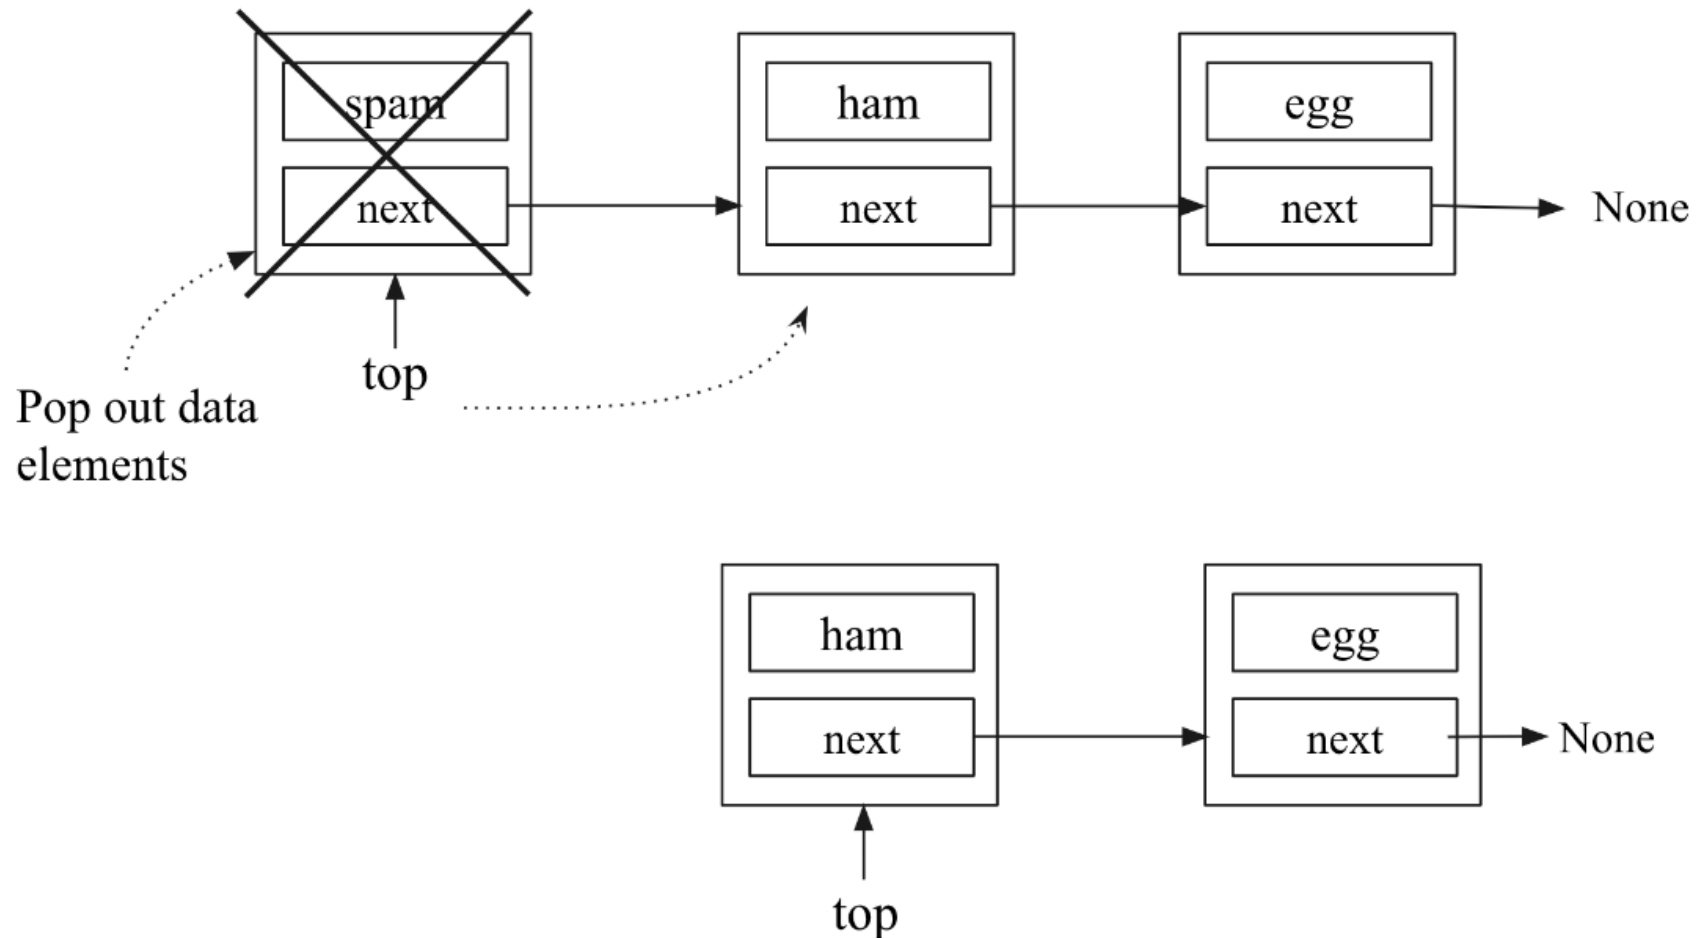 spam
ham
egg
next
next
next
None
top
Pop out data
elements
ham
egg
next
next
None
top